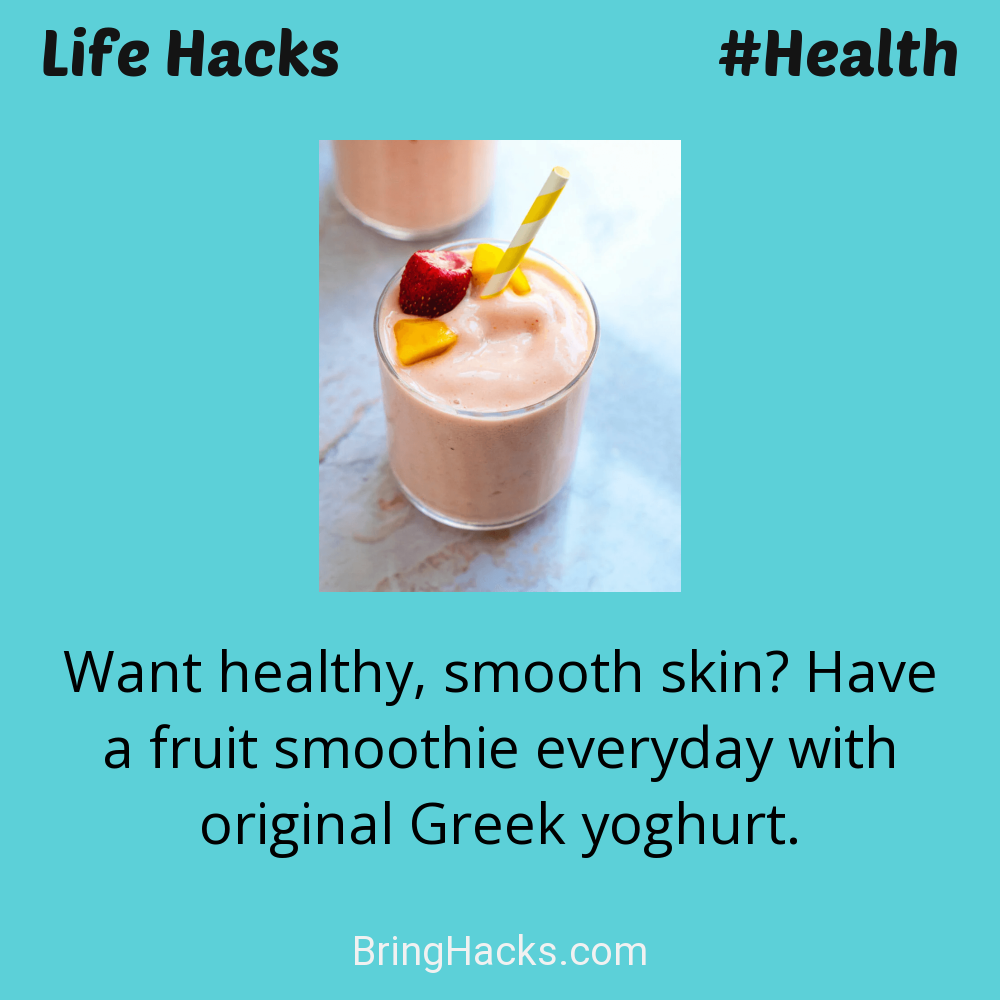 Life Hacks
#Health
Want healthy, smooth skin? Have
a fruit smoothie everyday with
original Greek yoghurt.
BringHacks.com